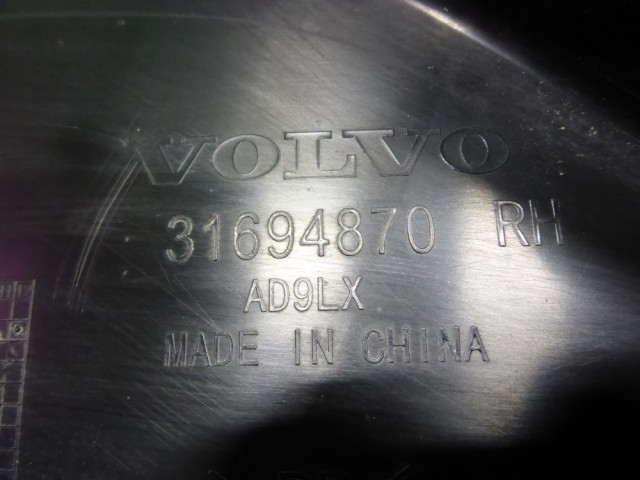 VOLVO
31694870 RH
AD9LX
MADE IN CHINA